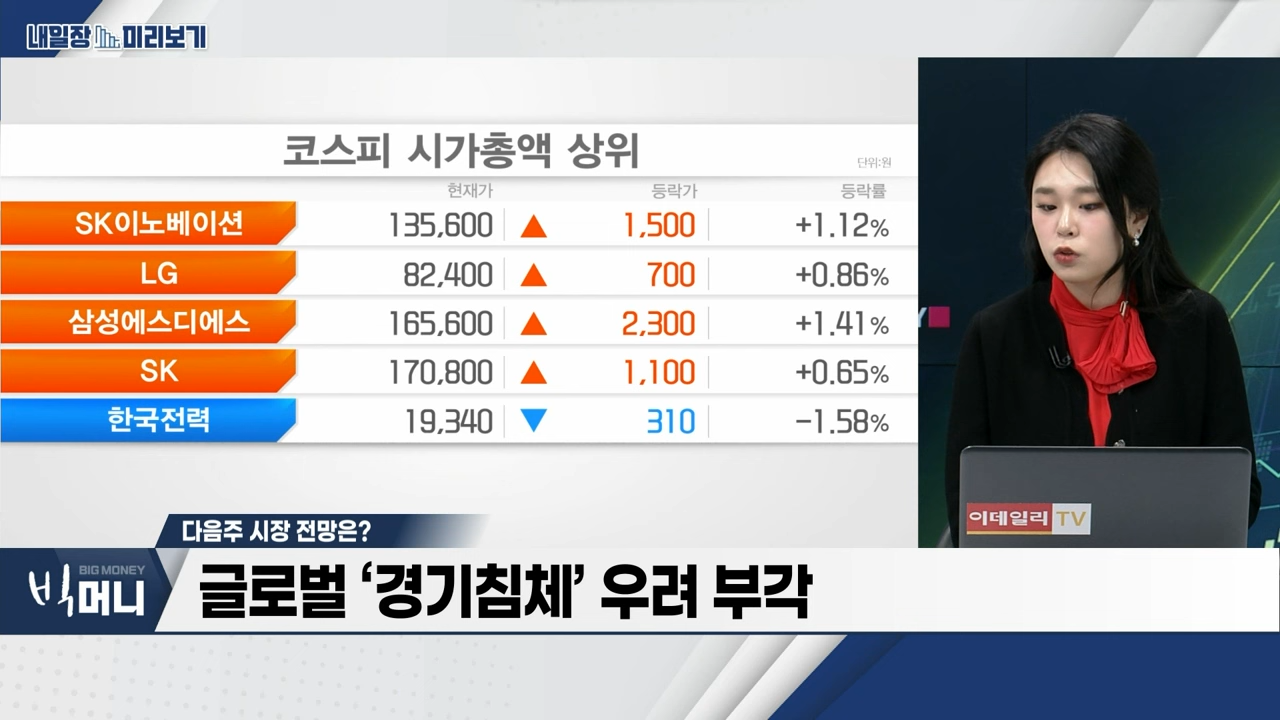 내일장 미리보기
코스피 시가총액 상위
단위:원
현재가 등락가 등락률
SK이노베이션 135,600 ▲ 1,500 +1.12%
LG 82,400 ▲ 700 +0.86%
삼성에스디에스 165,600 ▲ 2,300 +1.41%
SK 170,800 ▲ 1,100 +0.65%
한국전력 19,340 ▼ 310 -1.58%
Y
이데일리 TV
다음주 시장 전망은?
BIG MONEY
빅머니
글로벌 ‘경기침체’ 우려 부각